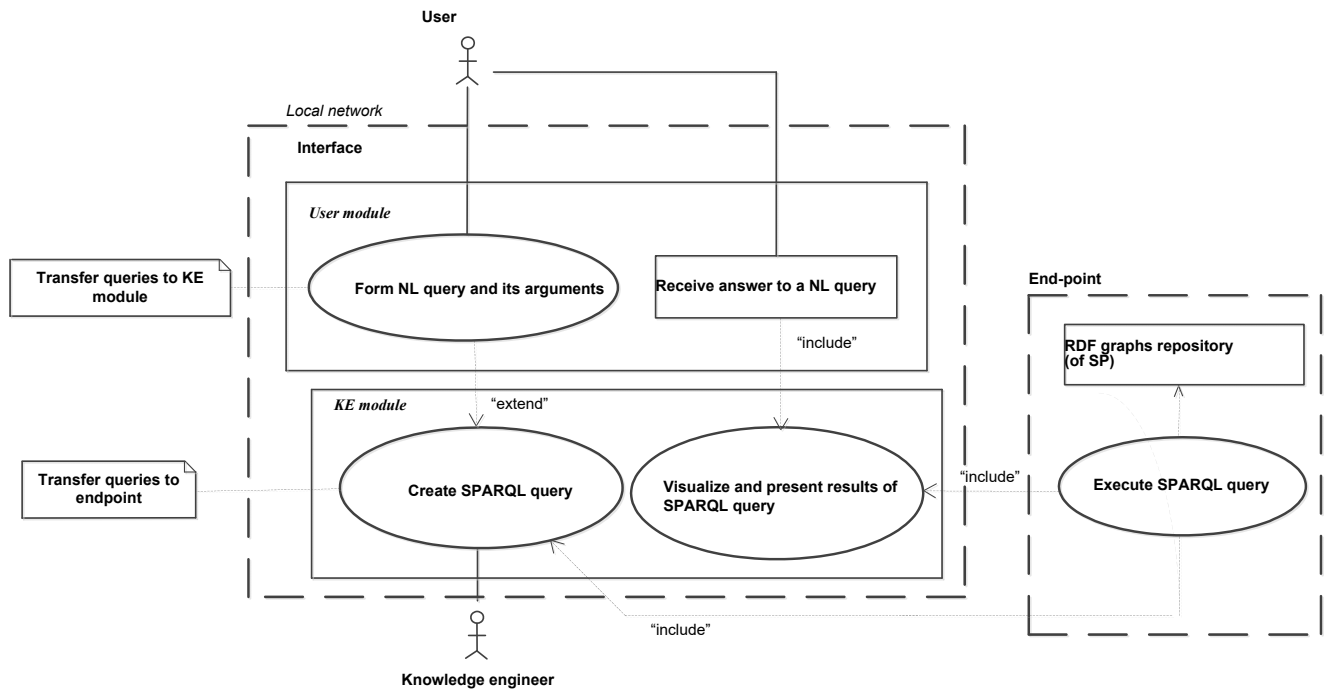 User
Local network
Interface
User module
Transfer queries to KE
module
Form NL query and its arguments
Receive answer to a NL query
End-point
"include"
RDF graphs repository
(of SP)
KE module
"extend"
Transfer queries to
endpoint
Create SPARQL query
Visualize and present results of
SPARQL query
"include"
Execute SPARQL query
"include"
Knowledge engineer